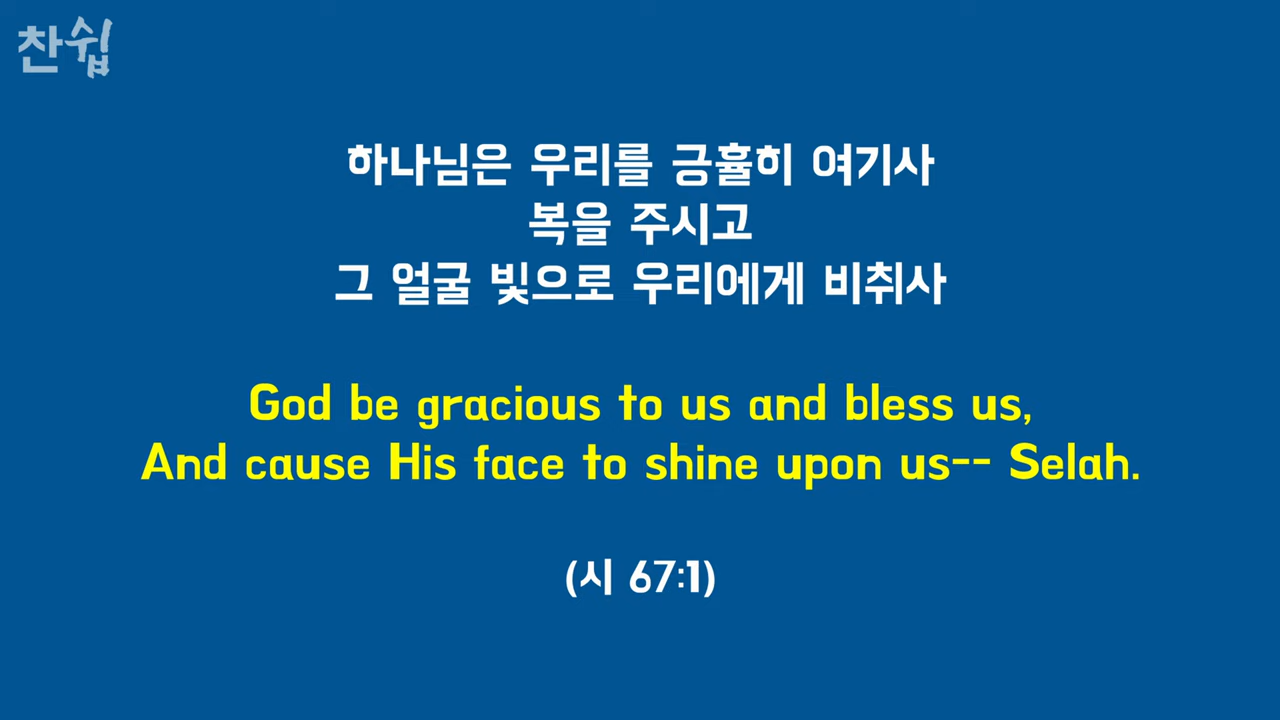 찬쉽
하나님은 우리를 긍휼히 여기사
복을 주시고
그 얼굴 빛으로 우리에게 비취사
God be gracious to us and bless us,
And cause His face to shine upon us-- Selah.
(시 67:1)